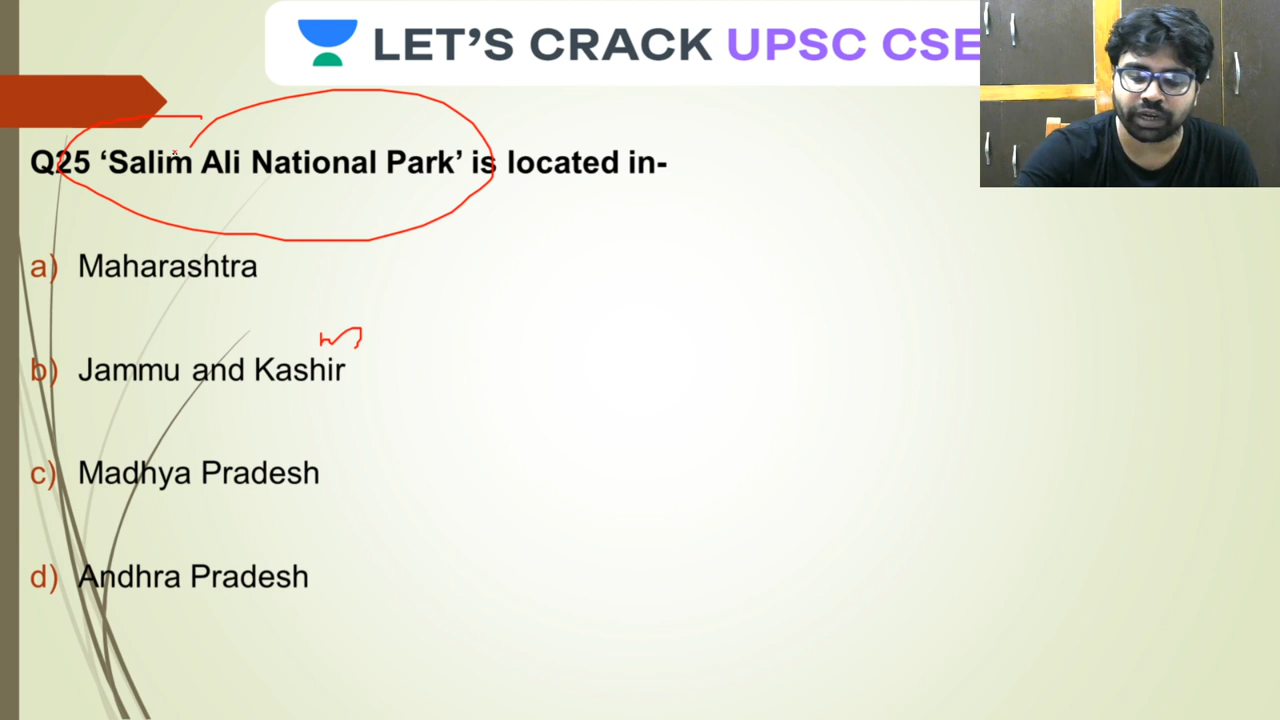 LET'S CRACK UPSC CSE
Q25 ‘Salim Ali National Park’ is located in-
a) Maharashtra
m
b) Jammu and Kashir
c) Madhya Pradesh
d) Andhra Pradesh